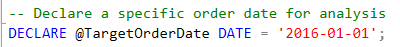 -- Declare a specific order date for analysis
DECLARE @TargetOrderDate DATE = '2016-01-01';